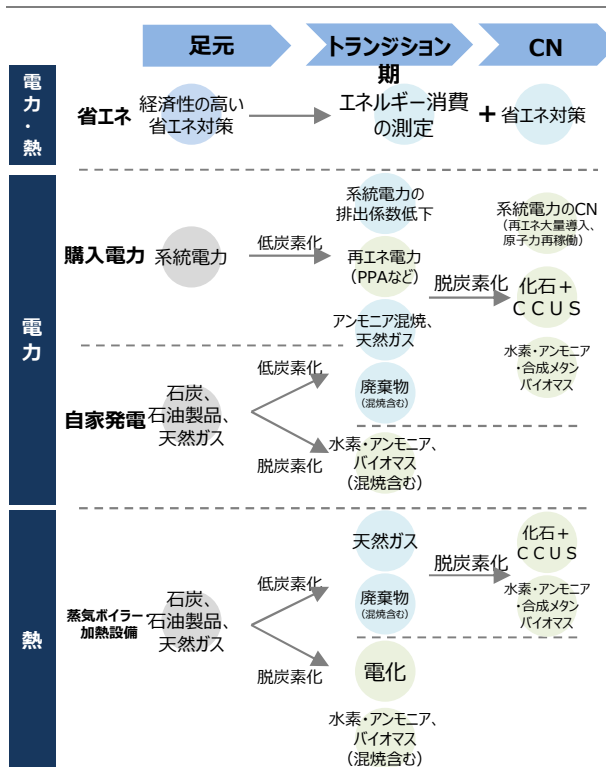 足元
トランジション
期
CN
電力・熱
省エネ
経済性の高い
省エネ対策
エネルギー消費
の測定
+
省エネ対策
電力
購入電力
系統電力
低炭素化
系統電力の
排出係数低下
再エネ電力
（PPAなど）
アンモニア混焼、
天然ガス
脱炭素化
系統電力のCN
（再エネ大量導入、
原子力再稼働）
化石＋
ＣＣＵＳ
水素・アンモニア
・合成メタン
バイオマス
自家発電
石炭、
石油製品、
天然ガス
低炭素化
脱炭素化
廃棄物
（混焼含む）
水素・アンモニア、
バイオマス
（混焼含む）
熱
蒸気ボイラー・
加熱設備
石炭、
石油製品、
天然ガス
低炭素化
脱炭素化
天然ガス
廃棄物
（混焼含む）
電化
水素・アンモニア、
バイオマス
（混焼含む）
脱炭素化
化石＋
ＣＣＵＳ
水素・アンモニア
・合成メタン
バイオマス